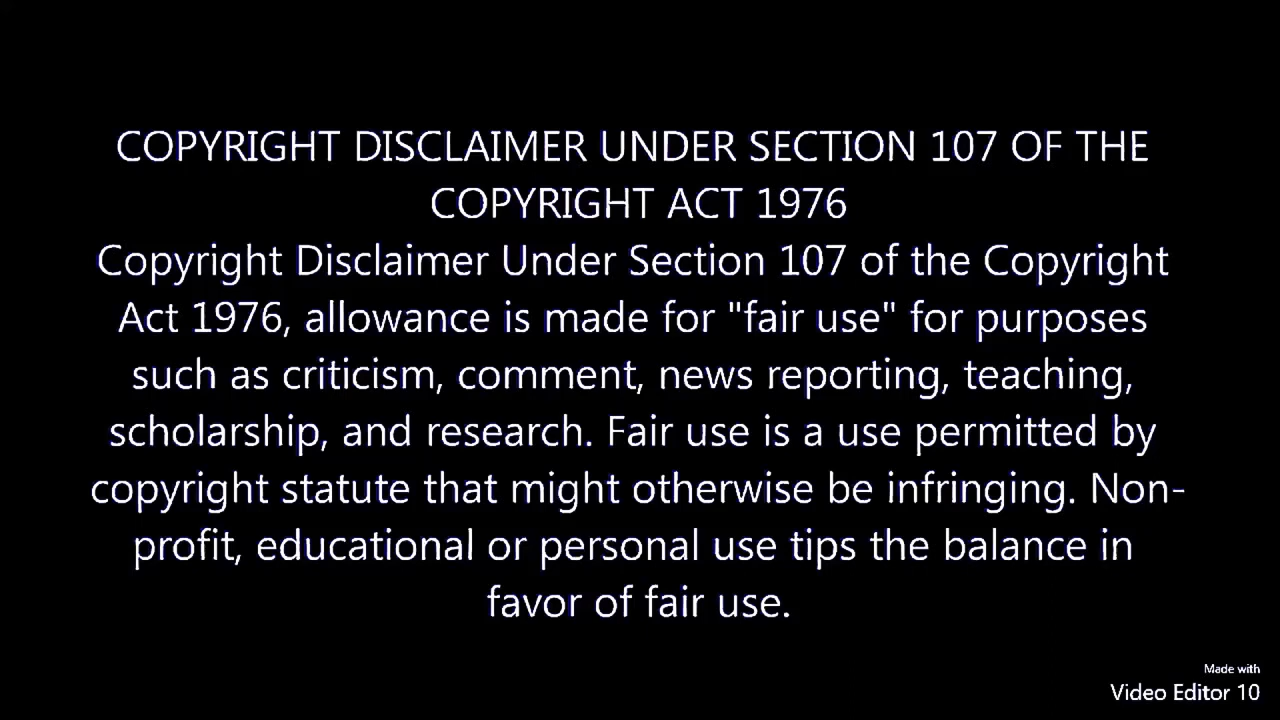 COPYRIGHT DISCLAIMER UNDER SECTION 107 OF THE
COPYRIGHT ACT 1976
Copyright Disclaimer Under Section 107 of the Copyright
Act 1976, allowance is made for "fair use" for purposes
such as criticism, comment, news reporting, teaching,
scholarship, and research. Fair use is a use permitted by
copyright statute that might otherwise be infringing. Non-
profit, educational or personal use tips the balance in
favor of fair use.
Made with
Video Editor 10